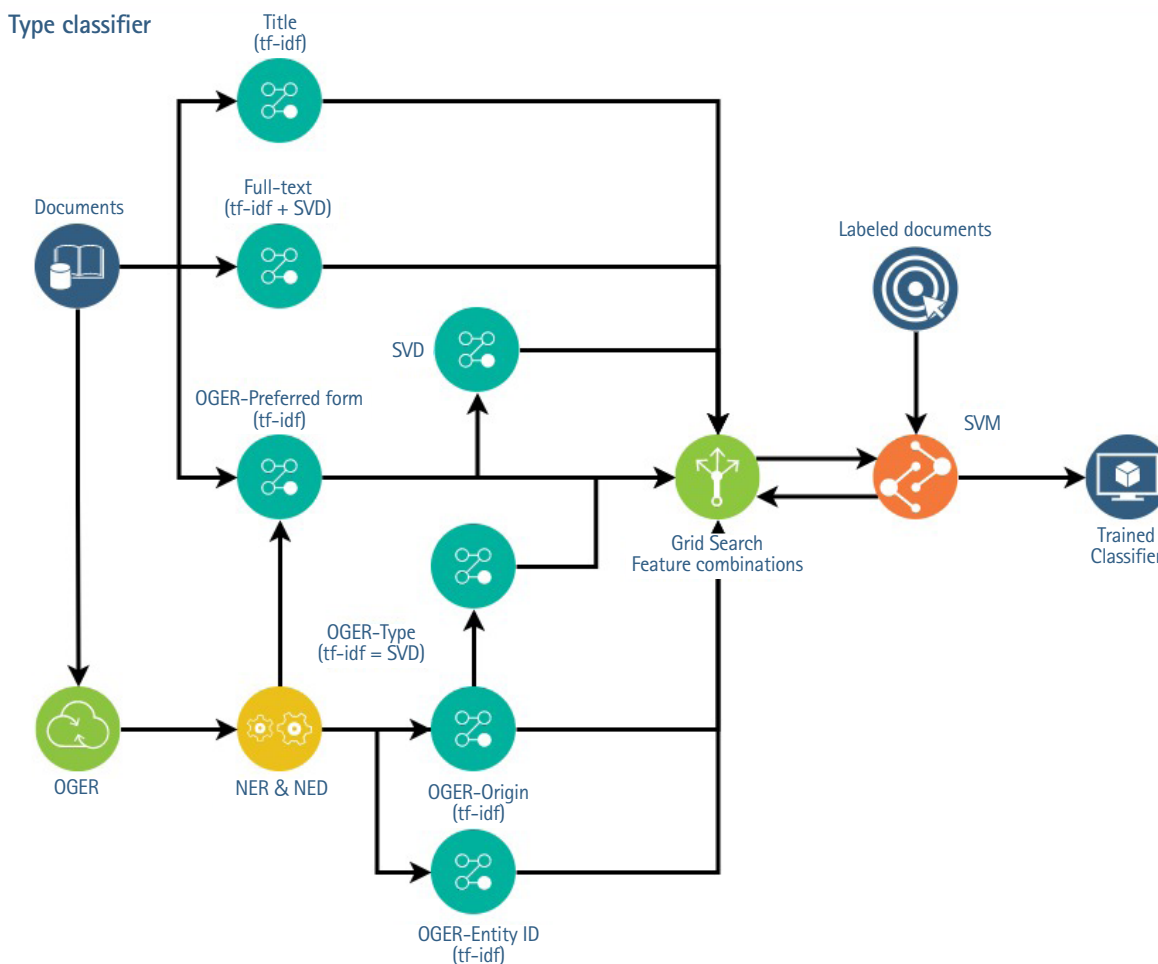 Type classifier
Title
(tf-idf)
Full-text
(tf-idf + SVD)
Documents
Labeled documents
SVD
OGER-Preferred form
(tf-idf)
SVM
Grid Search
Feature combinations
Trained
Classifier
OGER-Type
(tf-idf = SVD)
OGER
NER & NED
OGER-Origin
(tf-idf)
OGER-Entity ID
(tf-idf)